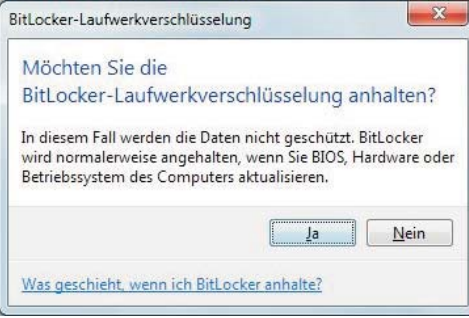 BitLocker-Laufwerkverschlüsselung
Möchten Sie die
BitLocker-Laufwerkverschlüsselung anhalten?
In diesem Fall werden die Daten nicht geschützt. BitLocker
wird normalerweise angehalten, wenn Sie BIOS, Hardware oder
Betriebssystem des Computers aktualisieren.
Ja Nein
Was geschieht, wenn ich BitLocker anhalte?